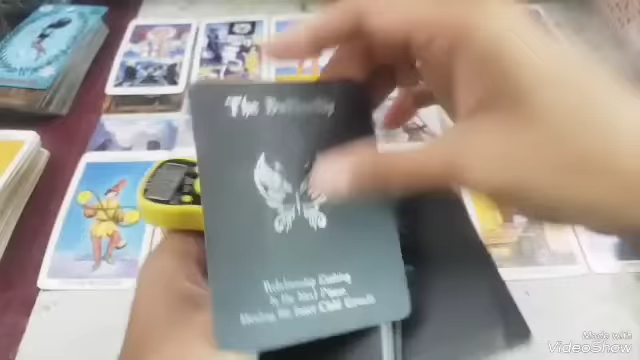 The Butterfly
Relationship Ending
to the Next Phase,
Healing the Inner Child Growth
Made with
VideoShow